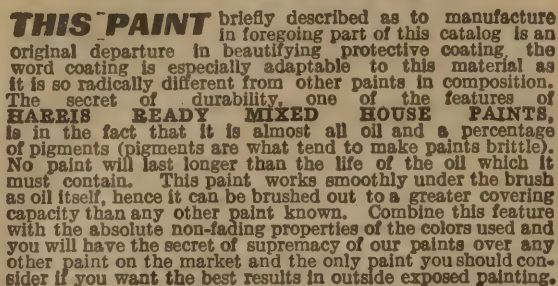 THIS PAINT briefly described as to manufacture
in foregoing part of this catalog is an
original departure in beautifying protective coating, the
word coating is especially adaptable to this material as
it is so radically different from other paints in composition.
The secret of durability, one of the features of
HARRIS READY MIXED HOUSE PAINTS,
is in the fact that it is almost all oil and a percentage
of pigments (pigments are what tend to make paints brittle).
No paint will last longer than the life of the oil which it
must contain. This paint works smoothly under the brush
as oil itself, hence it can be brushed out to a greater covering
capacity than any other paint known. Combine this feature
with the absolute non-fading properties of the colors used and
you will have the secret of supremacy of our paints over any
other paint on the market and the only paint you should con-
sider if you want the best results in outside exposed painting.